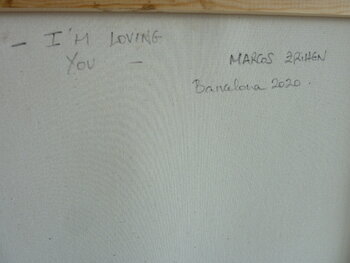 - I'M LOVING
YOU -
MARCOS ZRIHEN
Barcelona 2020.